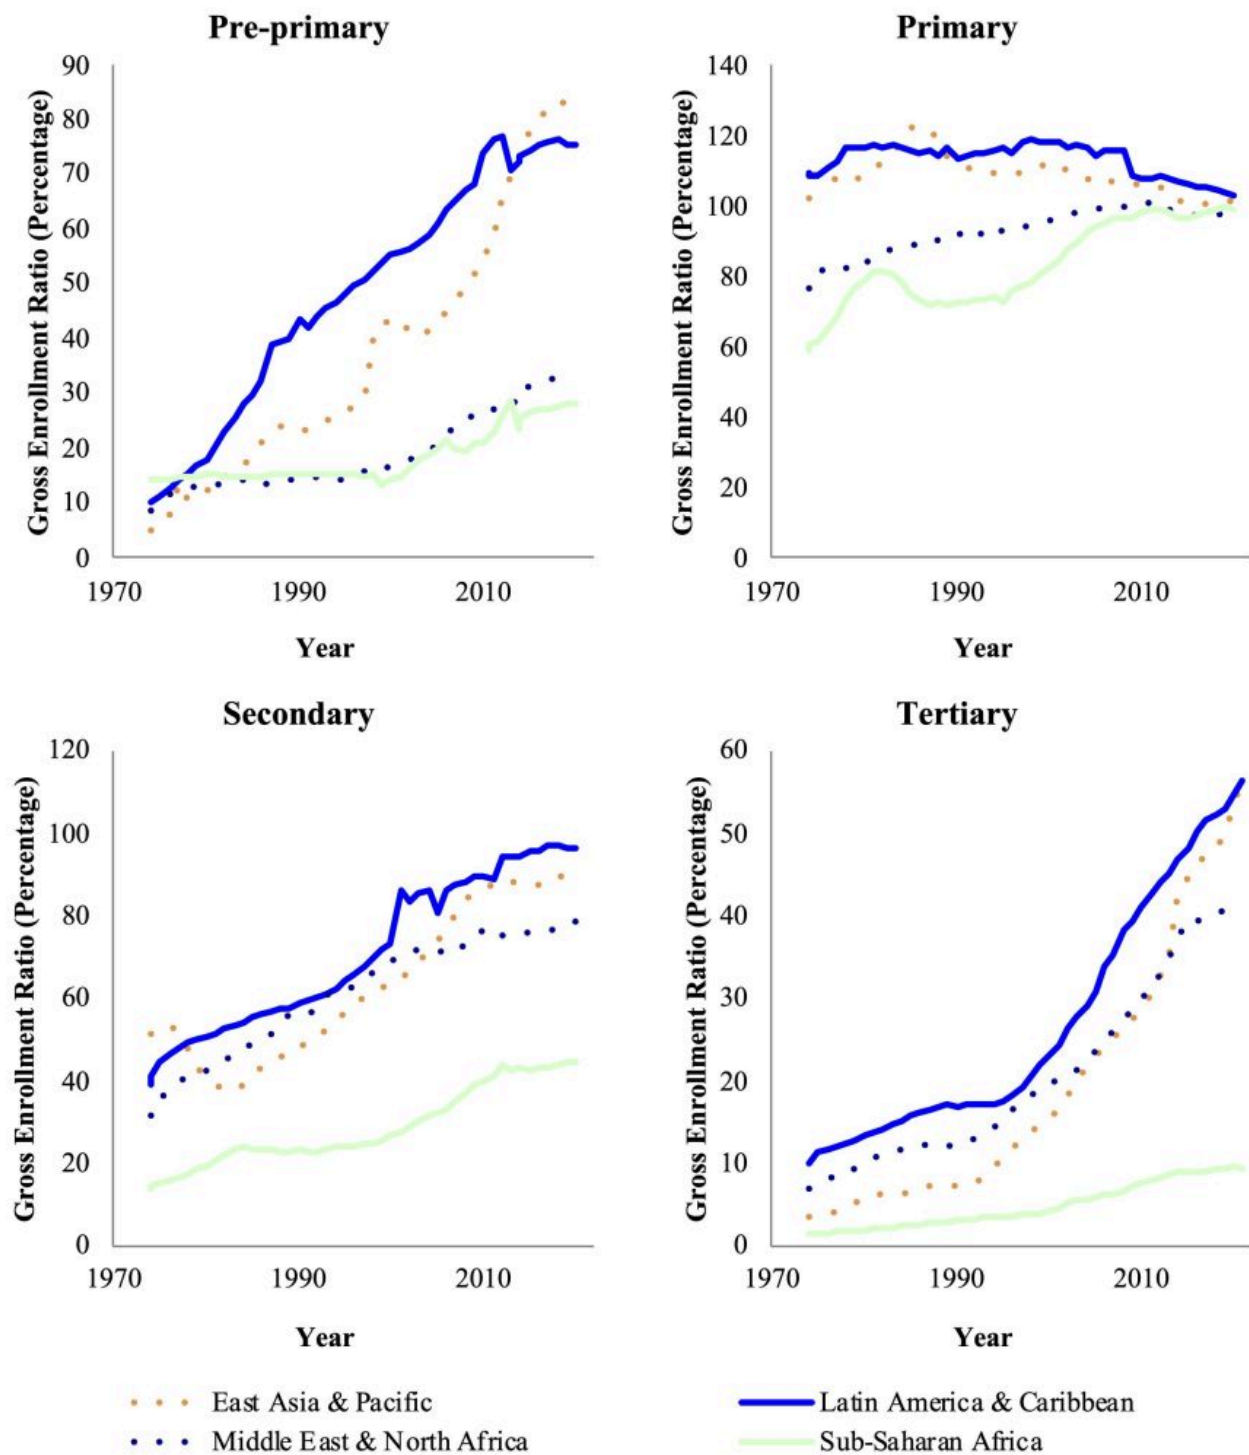 Pre-primary
Gross Enrollment Ratio (Percentage)
90
80
70
60
50
40
30
20
10
0
1970 1990 2010
Year
Primary
Gross Enrollment Ratio (Percentage)
140
120
100
80
60
40
20
0
1970 1990 2010
Year
Secondary
Gross Enrollment Ratio (Percentage)
120
100
80
60
40
20
0
1970 1990 2010
Year
Tertiary
Gross Enrollment Ratio (Percentage)
60
50
40
30
20
10
0
1970 1990 2010
Year
East Asia & Pacific
Latin America & Caribbean
Middle East & North Africa
Sub-Saharan Africa